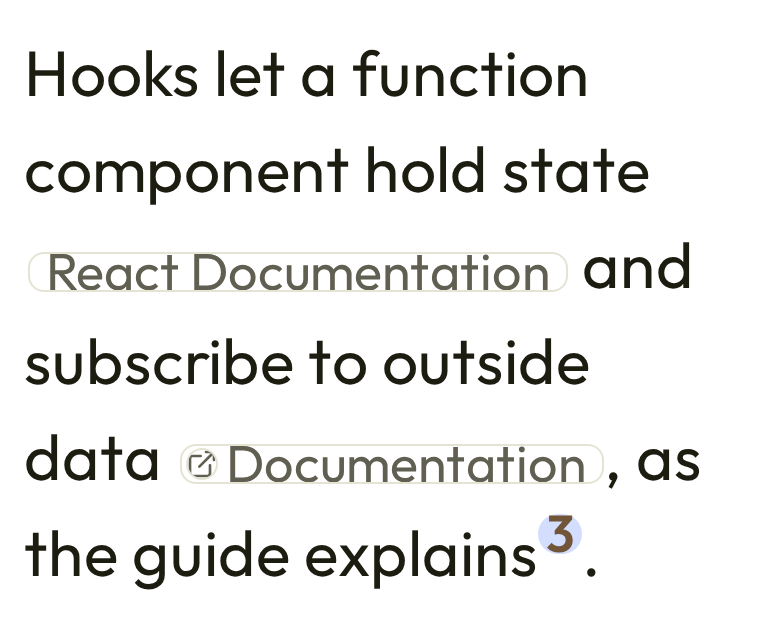 Hooks let a function
component hold state
React Documentation and
subscribe to outside
data Documentation, as
the guide explains3.